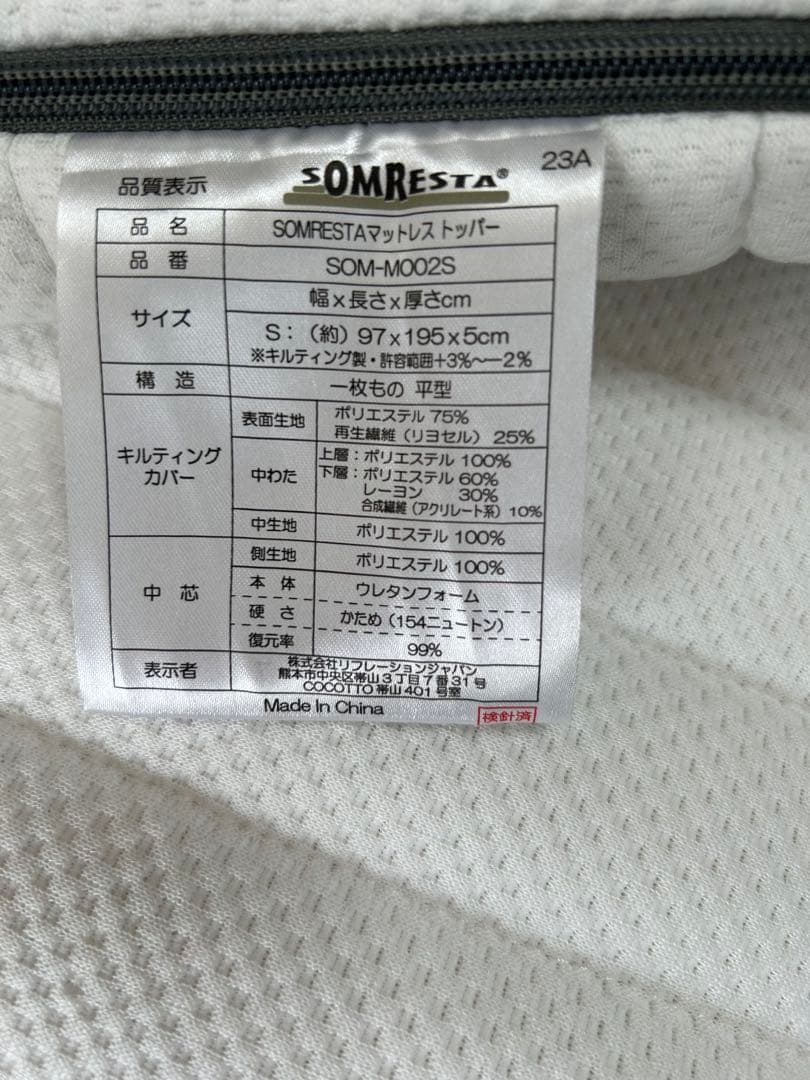 品質表示 SOMRESTA® 23A
品名 SOMRESTAマットレストッパー
品番 SOM-M002S
サイズ 幅x長さx厚さcm
S:(約)97x195x5cm
※キルティング製・許容範囲+3%~-2%
構造 一枚もの 平型
キルティングカバー 表面生地 ポリエステル 75%
再生繊維(リヨセル) 25%
中わた 上層:ポリエステル 100%
下層:ポリエステル 60%
レーヨン 30%
合成繊維(アクリレート系) 10%
中生地 ポリエステル 100%
中芯 側生地 ポリエステル 100%
本体 ウレタンフォーム
硬さ かため(154ニュートン)
復元率 99%
表示者 株式会社リフレーションジャパン
熊本市中央区帯山3丁目7番31号
COCOTTO帯山401号室
Made In China 検針済